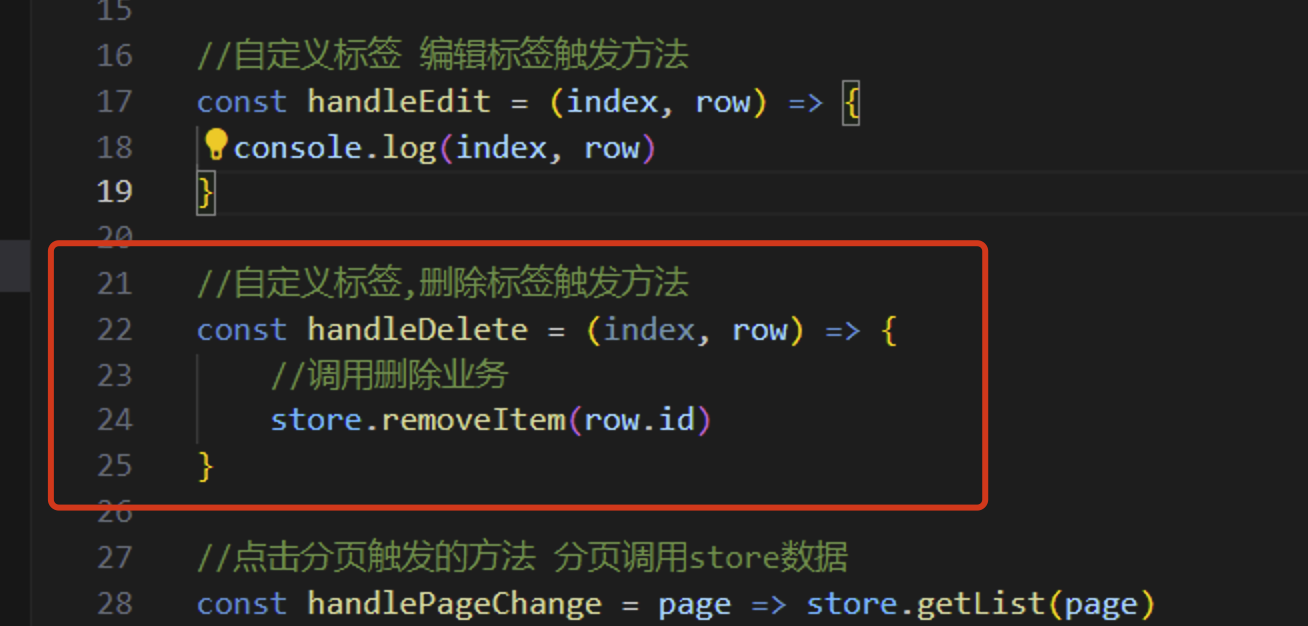 15
16 //自定义标签 编辑标签触发方法
17 const handleEdit = (index, row) => {
18 console.log(index, row)
19 }
20
21 //自定义标签,删除标签触发方法
22 const handleDelete = (index, row) => {
23 //调用删除业务
24 store.removeItem(row.id)
25 }
26
27 //点击分页触发的方法 分页调用store数据
28 const handlePageChange = page => store.getList(page)